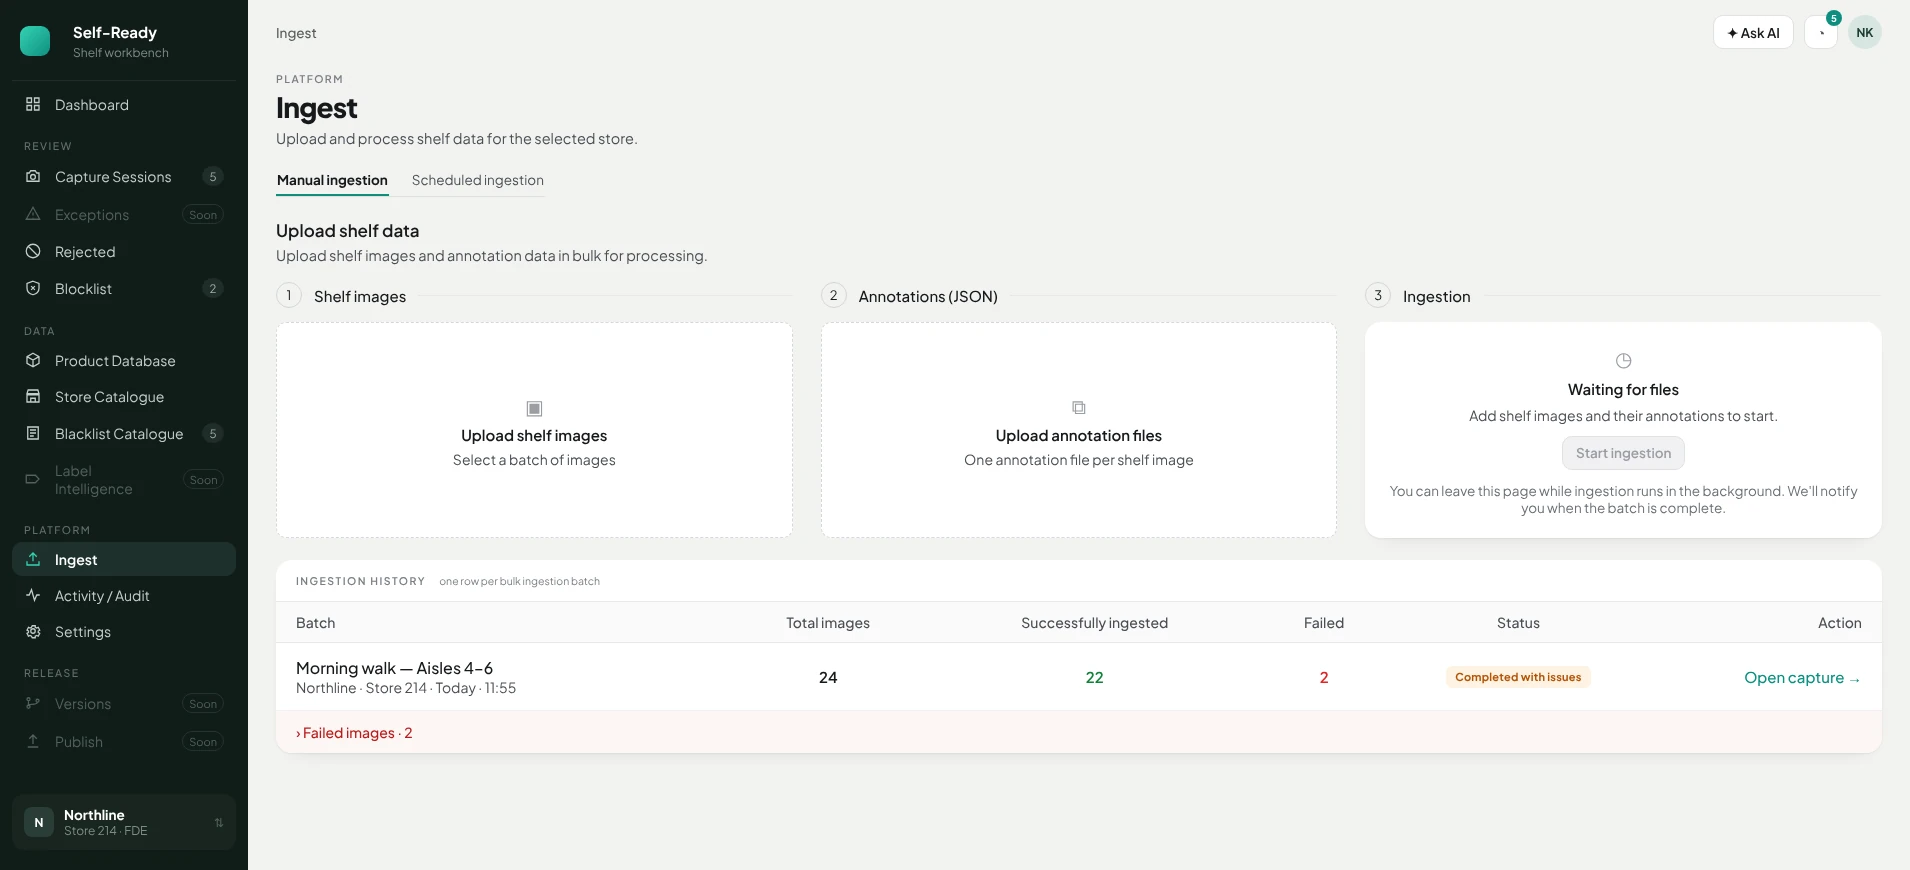 Self-Ready
Shelf workbench
Dashboard
REVIEW
Capture Sessions 5
Exceptions Soon
Rejected
Blocklist 2
DATA
Product Database
Store Catalogue
Blacklist Catalogue 5
Label
Intelligence Soon
PLATFORM
Ingest
Activity / Audit
Settings
RELEASE
Versions Soon
Publish Soon
N Northline
Store 214 · FDE
Ingest
✦ Ask AI
5
NK
PLATFORM
Ingest
Upload and process shelf data for the selected store.
Manual ingestion Scheduled ingestion
Upload shelf data
Upload shelf images and annotation data in bulk for processing.
1 Shelf images
Upload shelf images
Select a batch of images
2 Annotations (JSON)
Upload annotation files
One annotation file per shelf image
3 Ingestion
Waiting for files
Add shelf images and their annotations to start.
Start ingestion
You can leave this page while ingestion runs in the background. We'll notify
you when the batch is complete.
INGESTION HISTORY one row per bulk ingestion batch
Batch Total images Successfully ingested Failed Status Action
Morning walk — Aisles 4–6
Northline · Store 214 · Today · 11:55
24 22 2 Completed with issues Open capture →
› Failed images · 2